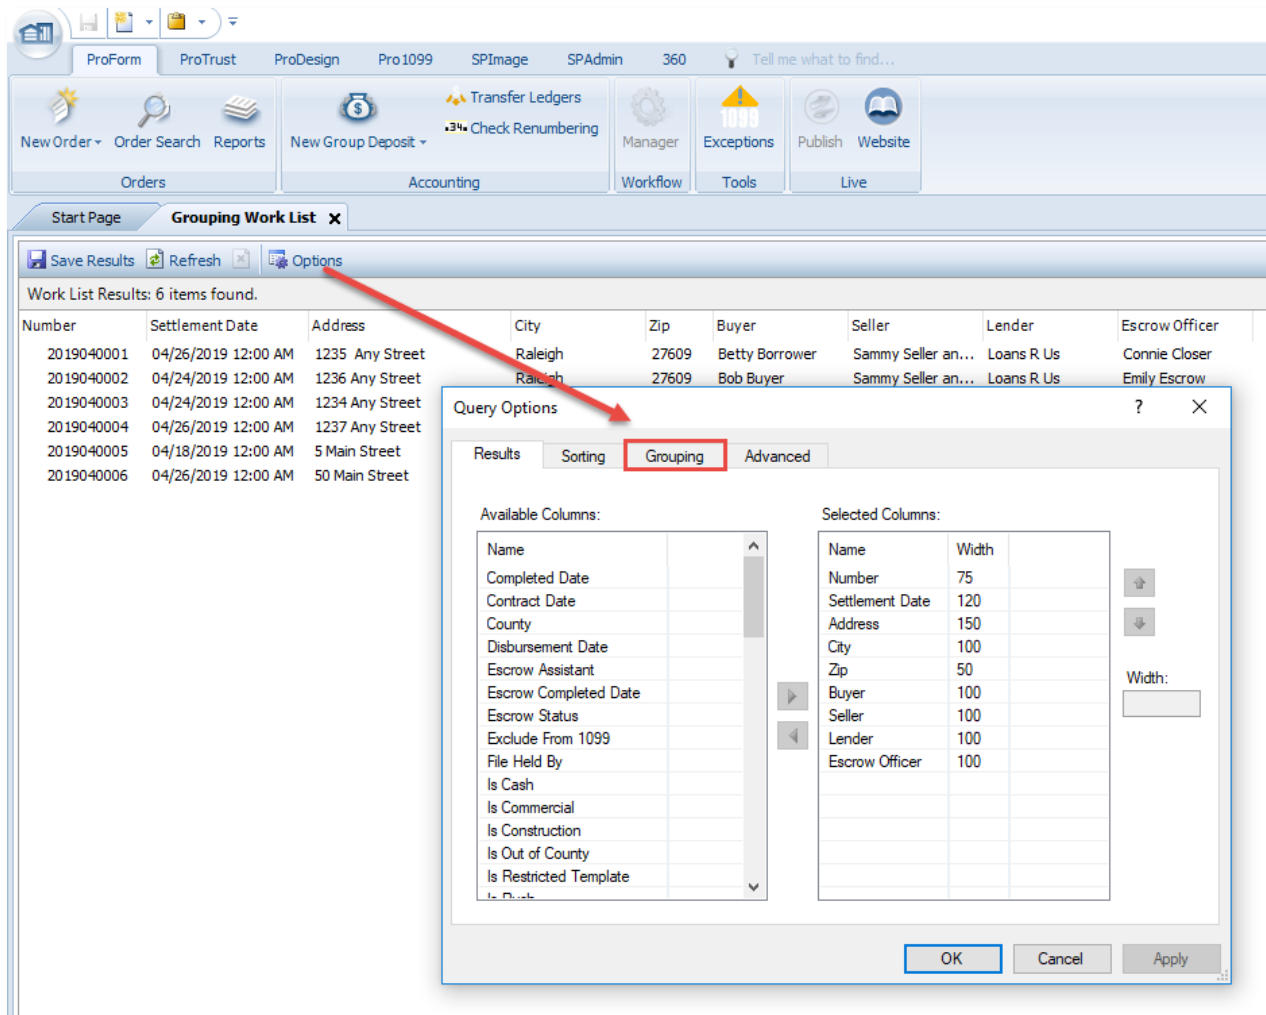 ProForm ProTrust ProDesign Pro1099 SPImage SPAdmin 360 Tell me what to find...
Transfer Ledgers
.34. Check Renumbering
1099
New Order Order Search Reports New Group Deposit Manager Exceptions Publish Website
Orders Accounting Workflow Tools Live
Start Page Grouping Work List x
Save Results Refresh Options
Work List Results: 6 items found.
Number Settlement Date Address City Zip Buyer Seller Lender Escrow Officer
2019040001 04/26/2019 12:00 AM 1235 Any Street Raleigh 27609 Betty Borrower Sammy Seller an... Loans R Us Connie Closer
2019040002 04/24/2019 12:00 AM 1236 Any Street Raleigh 27609 Bob Buyer Sammy Seller an... Loans R Us Emily Escrow
2019040003 04/24/2019 12:00 AM 1234 Any Street
2019040004 04/26/2019 12:00 AM 1237 Any Street
2019040005 04/18/2019 12:00 AM 5 Main Street
2019040006 04/26/2019 12:00 AM 50 Main Street
Query Options ?
Results Sorting Grouping Advanced
Available Columns:
Name
Completed Date
Contract Date
County
Disbursement Date
Escrow Assistant
Escrow Completed Date
Escrow Status
Exclude From 1099
File Held By
Is Cash
Is Commercial
Is Construction
Is Out of County
Is Restricted Template
Is Rush
Selected Columns:
Name Width
Number 75
Settlement Date 120
Address 150
City 100
Zip 50
Buyer 100
Seller 100
Lender 100
Escrow Officer 100
Width:
OK Cancel Apply